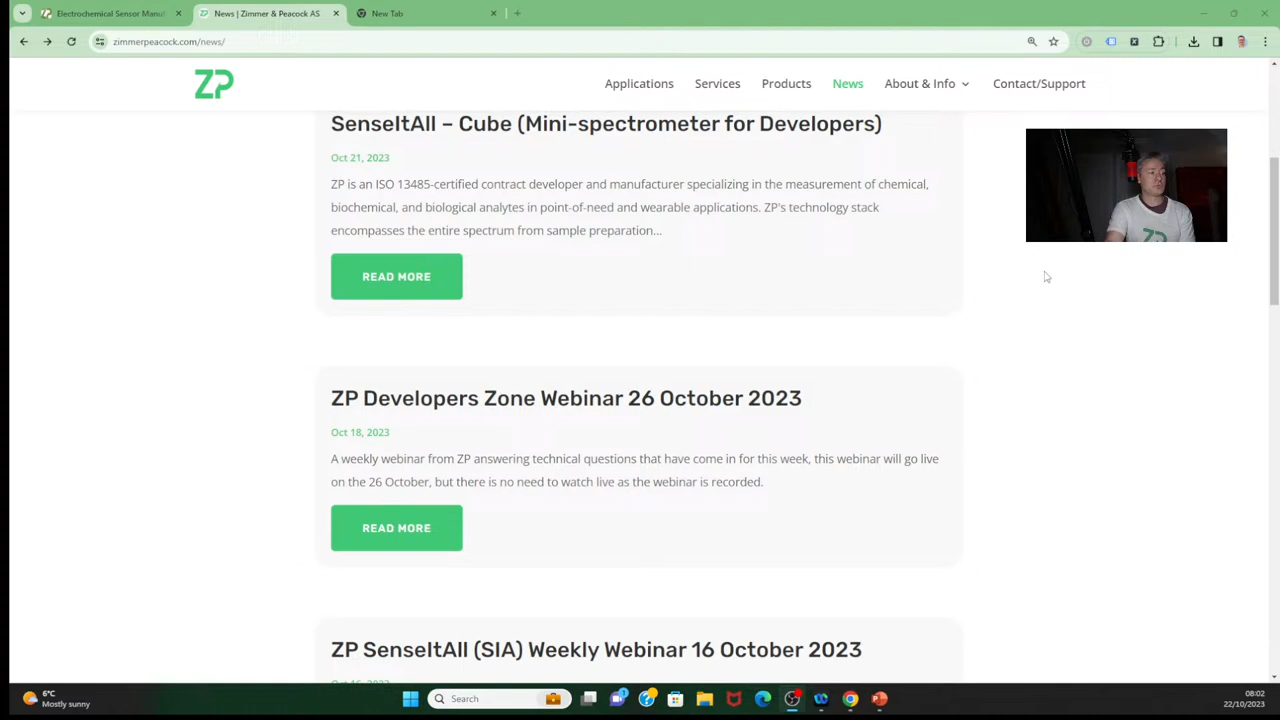 Electrochemical Sensor Manuf
News | Zimmer & Peacock AS
New Tab
zimmerpeacock.com/news/
ZP
Applications
Services
Products
News
About & Info
Contact/Support
SenseItAll – Cube (Mini-spectrometer for Developers)
Oct 21, 2023
ZP is an ISO 13485-certified contract developer and manufacturer specializing in the measurement of chemical,
biochemical, and biological analytes in point-of-need and wearable applications. ZP's technology stack
encompasses the entire spectrum from sample preparation...
READ MORE
ZP
ZP Developers Zone Webinar 26 October 2023
Oct 18, 2023
A weekly webinar from ZP answering technical questions that have come in for this week, this webinar will go live
on the 26 October, but there is no need to watch live as the webinar is recorded.
READ MORE
ZP SenseItAll (SIA) Weekly Webinar 16 October 2023
Oct 16, 2023
6°C
Mostly sunny
Search
08:02
22/10/2023